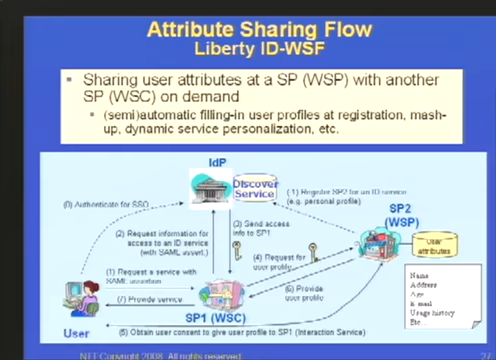 Attribute Sharing Flow
Liberty ID-WSF
Sharing user attributes at a SP (WSP) with another
SP (WSC) on demand
(semi)automatic filling-in user profiles at registration, mash-
up, dynamic service personalization, etc.
IdP
Discover
Service
(-1) Register SP2 for an ID service
(e.g. personal profile)
(0) Authenticate for SSO
SP2
(WSP)
(2) Request information for
access to an ID service
(with SAML assert.)
(3) Send access
info to SP1
User
attributes
(4) Request for
user profile
(1) Request a service with
SAML assertion
(6) Provide
user profile
Name
Address
Age
E-mail
Usage history
Etc...
(7) Provide service
SP1 (WSC)
User
(5) Obtain user consent to give user profile to SP1 (Interaction Service)
NTT Copyright 2008 All rights reserved
27